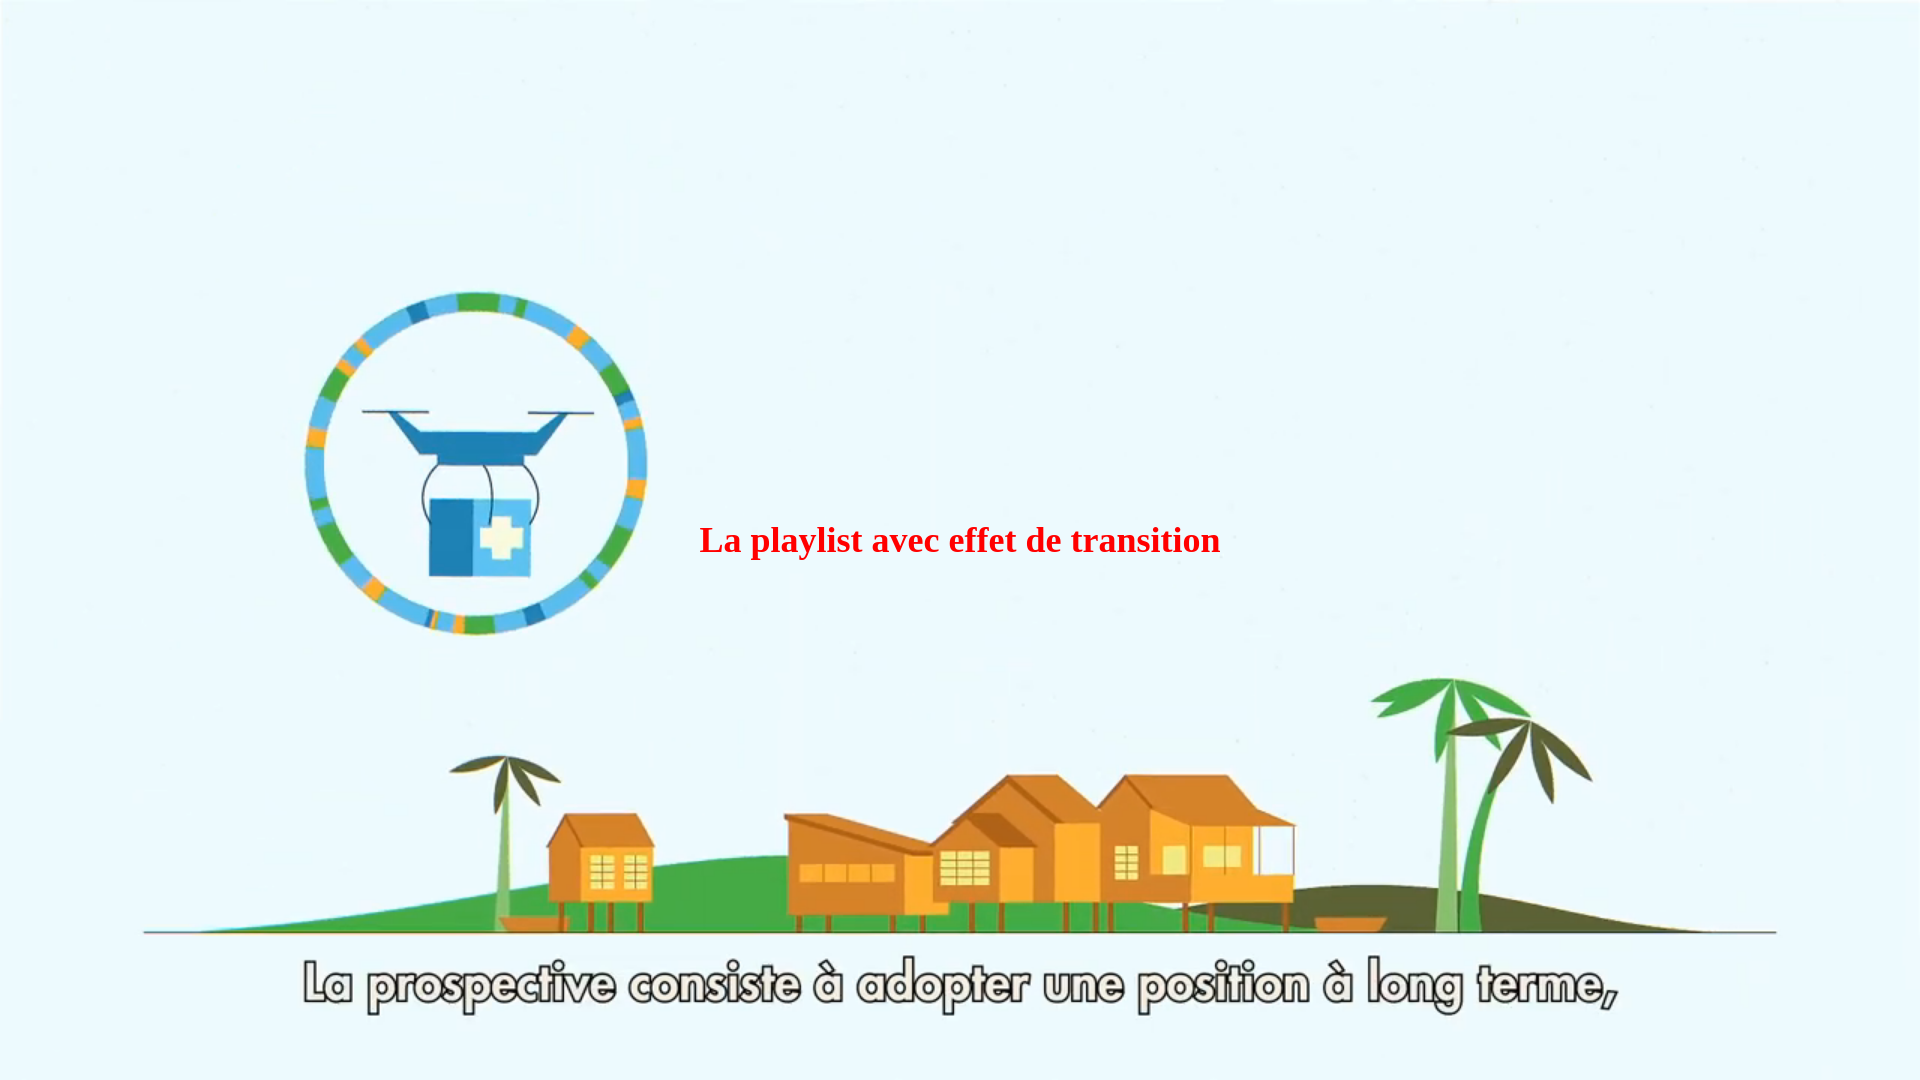 La playlist avec effet de transition
La prospective consiste à adopter une position à long terme,